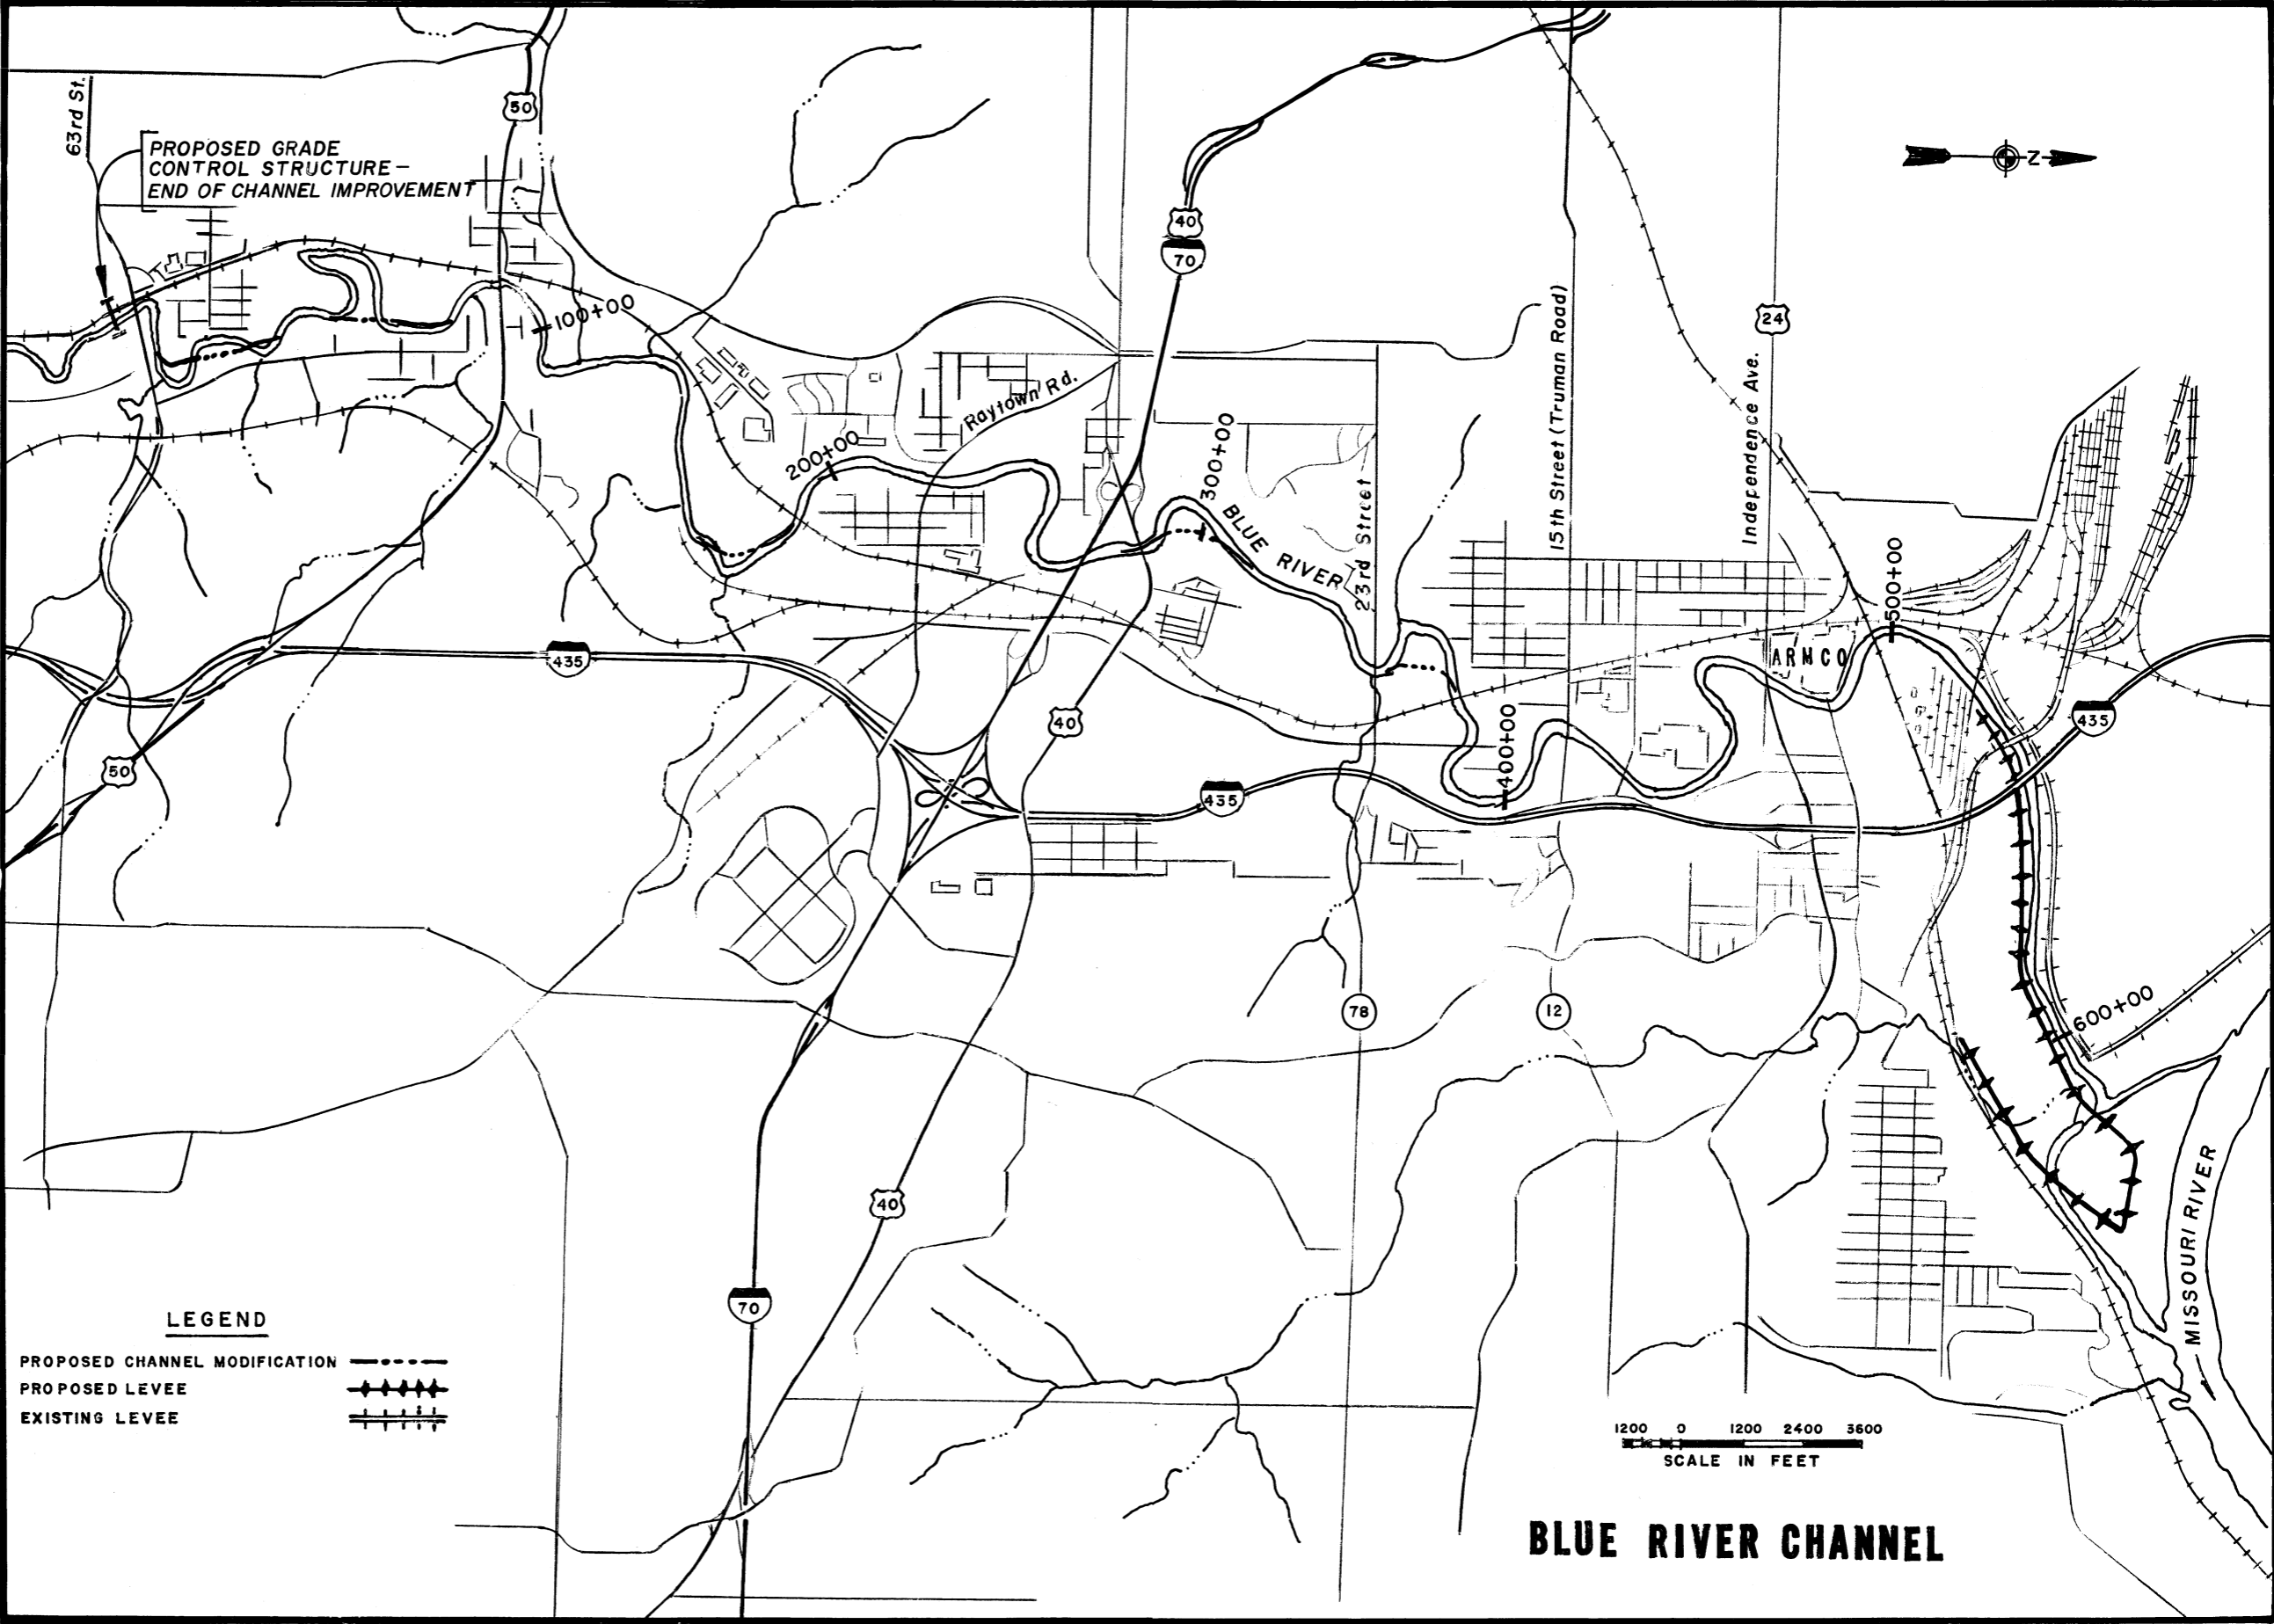 63rd St.
PROPOSED GRADE
CONTROL STRUCTURE—
END OF CHANNEL IMPROVEMENT
50
40
70
N
24
100+00
Raytown Rd.
200+00
300+00
BLUE RIVER
23rd Street
15th Street (Truman Road)
Independence Ave.
500+00
ARMCO
435
435
40
400+00
435
50
78
12
600+00
40
70
MISSOURI RIVER
LEGEND
PROPOSED CHANNEL MODIFICATION
PROPOSED LEVEE
EXISTING LEVEE
1200 0 1200 2400 3600
SCALE IN FEET
BLUE RIVER CHANNEL